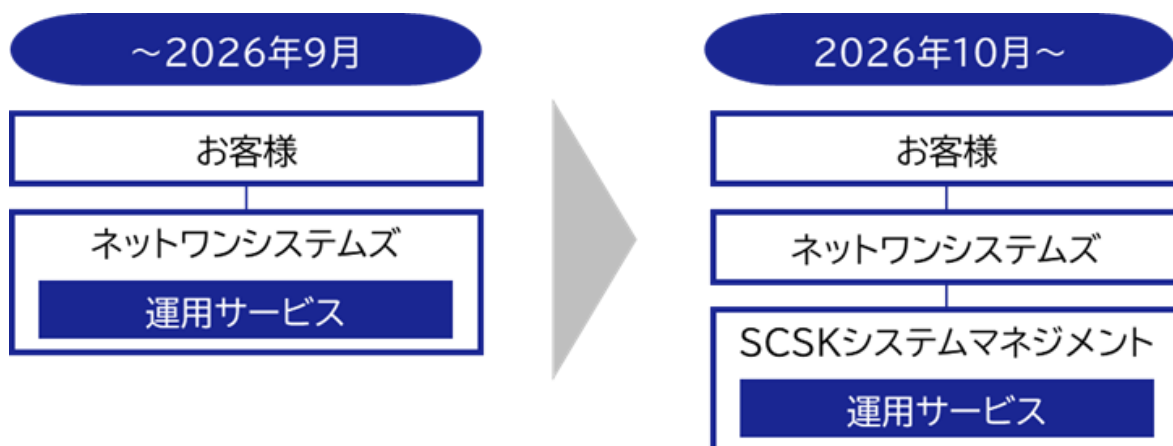 ～2026年9月
お客様
ネットワンシステムズ
運用サービス
2026年10月～
お客様
ネットワンシステムズ
SCSKシステムマネジメント
運用サービス